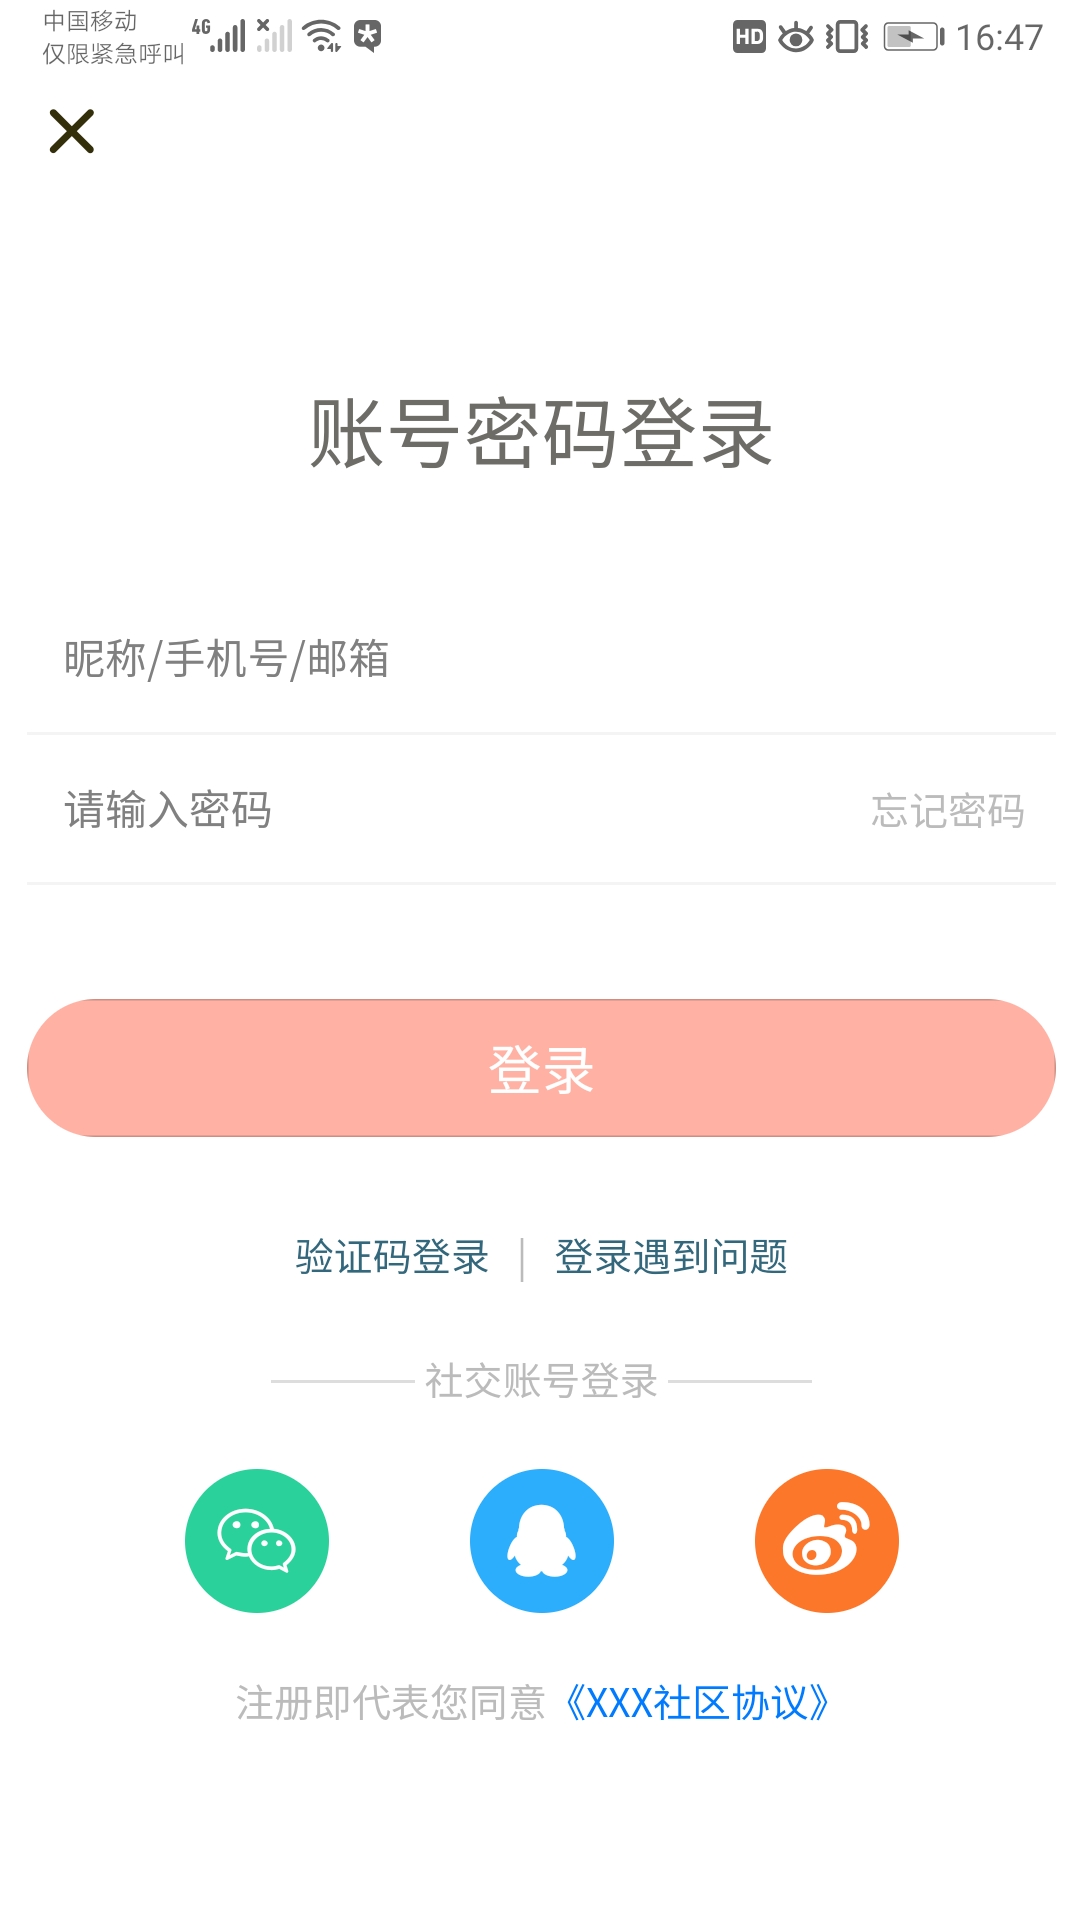 中国移动
仅限紧急呼叫
4G
HD
16:47
账号密码登录
昵称/手机号/邮箱
请输入密码
忘记密码
登录
验证码登录 | 登录遇到问题
社交账号登录
注册即代表您同意《XXX社区协议》